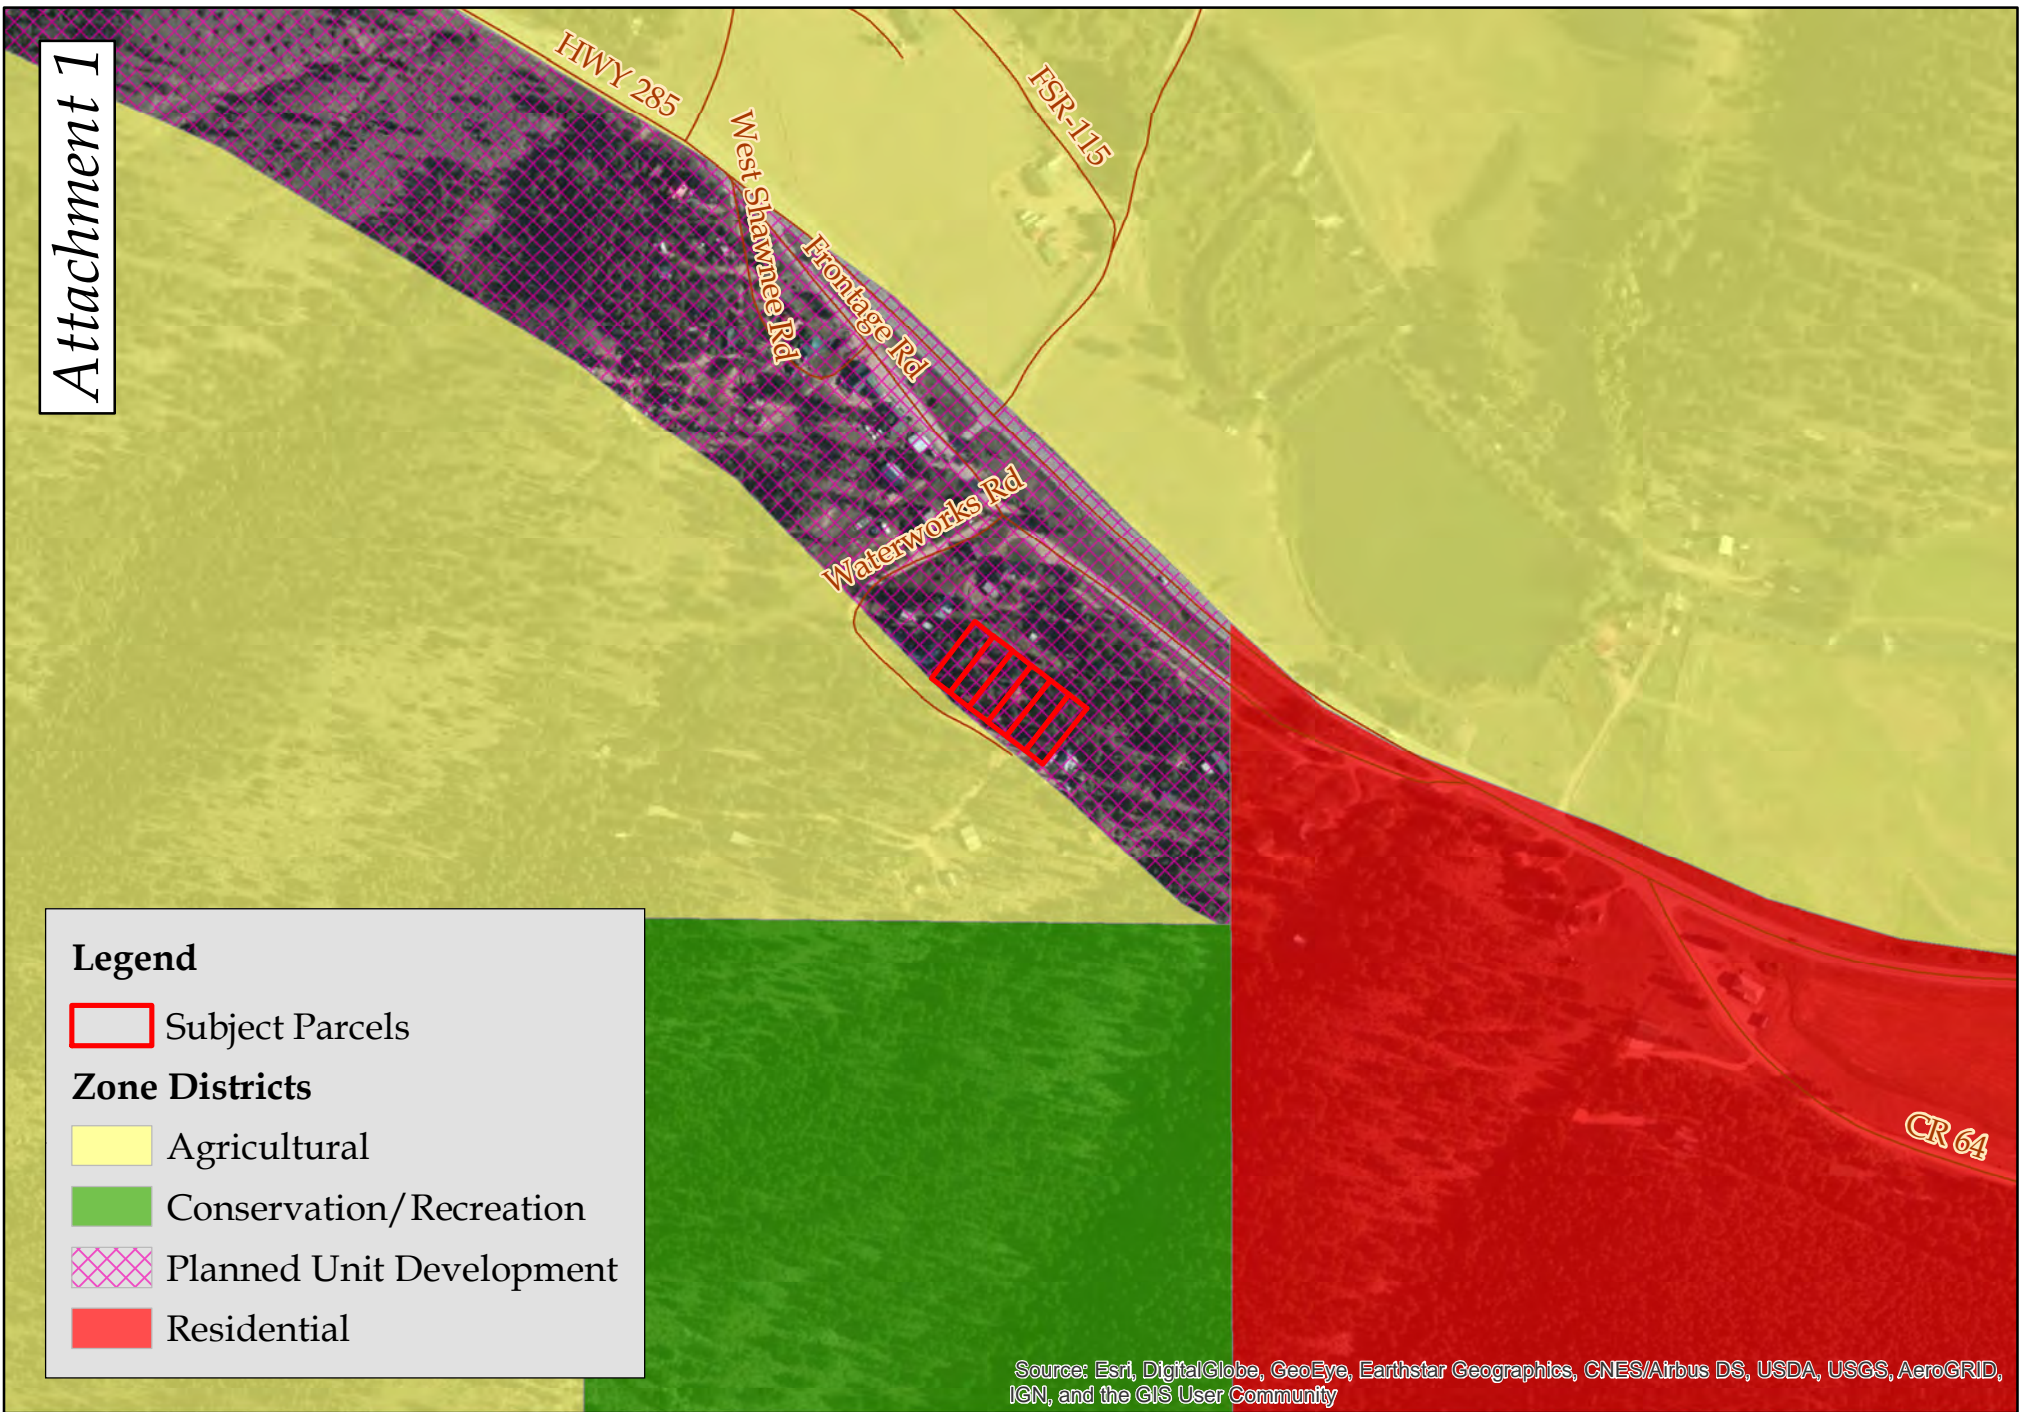 Attachment 1
HWY 285
FSR-115
West Shawnee Rd
Frontage Rd
Waterworks Rd
CR 64
Legend
Subject Parcels
Zone Districts
Agricultural
Conservation/Recreation
Planned Unit Development
Residential
Source: Esri, DigitalGlobe, GeoEye, Earthstar Geographics, CNES/Airbus DS, USDA, USGS, AeroGRID,
IGN, and the GIS User Community